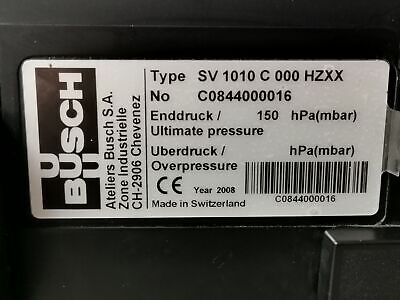 BUSCH
Ateliers Busch S.A.
Zone Industrielle
CH-2906 Chevenez
Type SV 1010 C 000 HZXX
No C0844000016
Enddruck / 150 hPa(mbar)
Ultimate pressure
Uberdruck / hPa(mbar)
Overpressure
CE Year 2008
Made in Switzerland
C0844000016